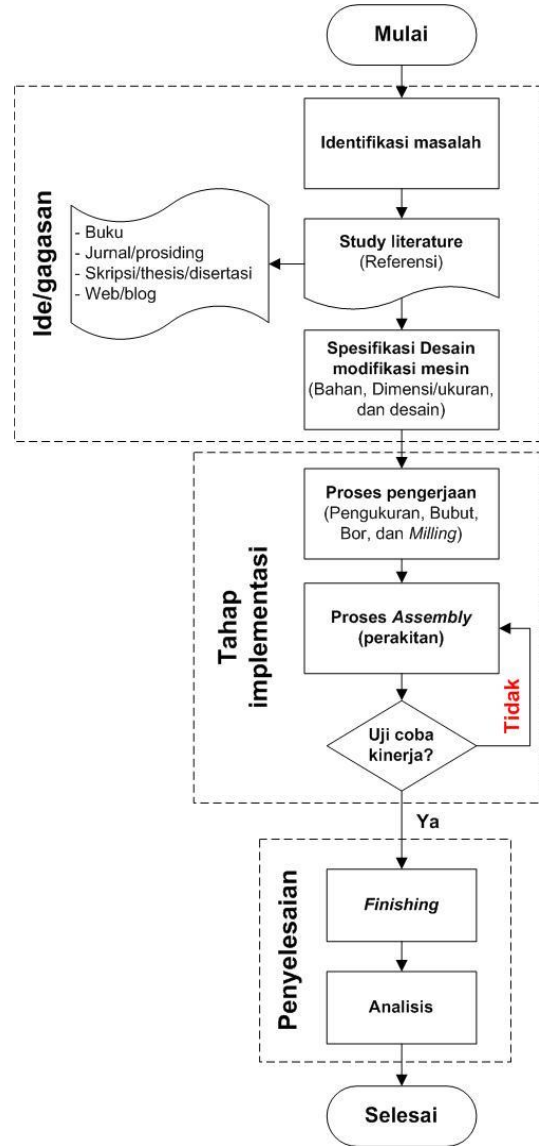 Mulai
Ide/gagasan
Identifikasi masalah
Study literature
(Referensi)
- Buku
- Jurnal/prosiding
- Skripsi/thesis/disertasi
- Web/blog
Spesifikasi Desain
modifikasi mesin
(Bahan, Dimensi/ukuran,
dan desain)
Tahap
implementasi
Proses pengerjaan
(Pengukuran, Bubut,
Bor, dan Milling)
Proses Assembly
(perakitan)
Tidak
Uji coba
kinerja?
Ya
Penyelesaian
Finishing
Analisis
Selesai